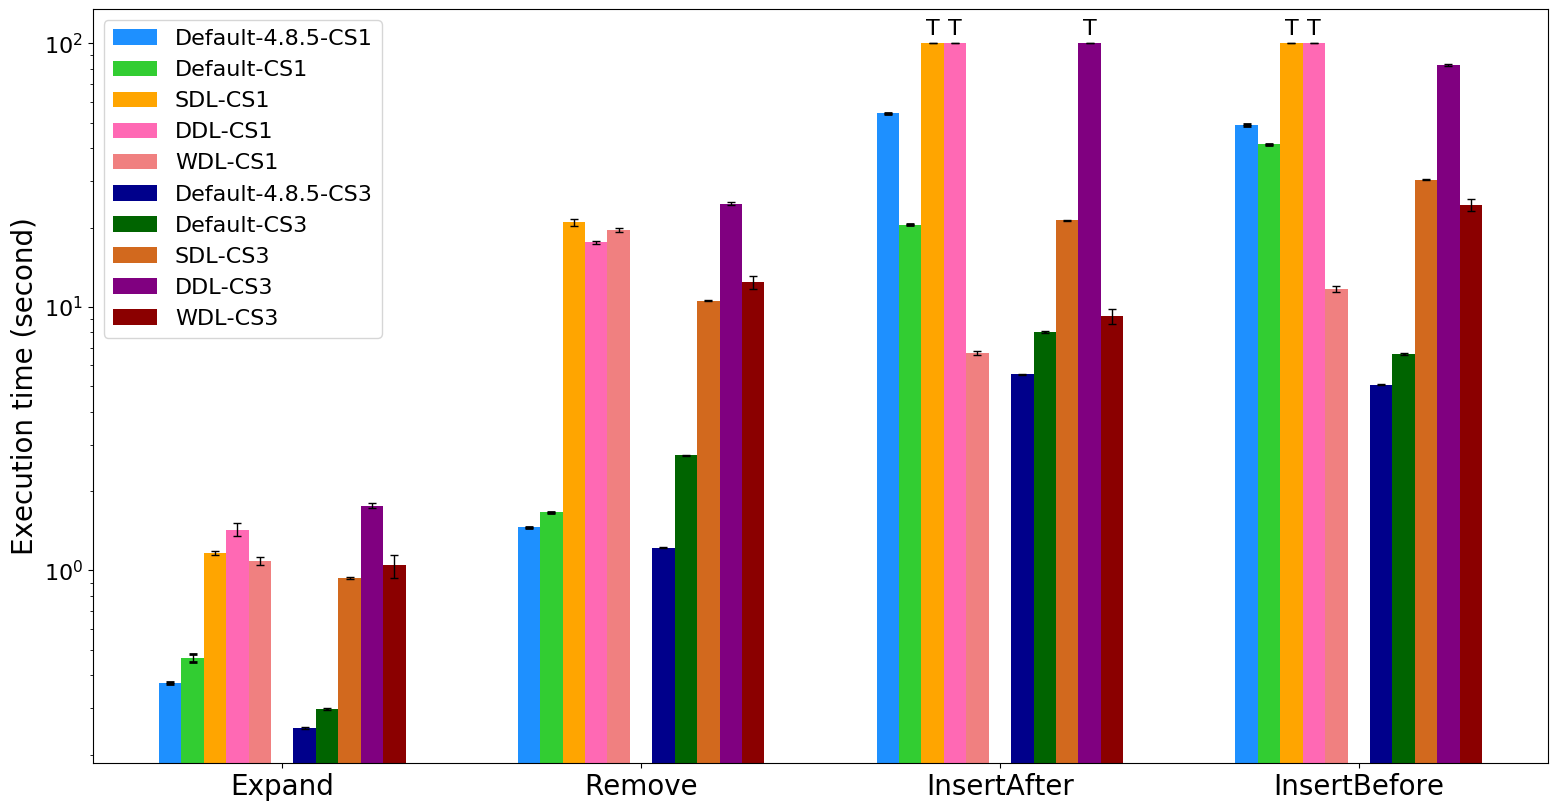 T T T T T
10²
10¹
10⁰
Execution time (second)
Default-4.8.5-CS1
Default-CS1
SDL-CS1
DDL-CS1
WDL-CS1
Default-4.8.5-CS3
Default-CS3
SDL-CS3
DDL-CS3
WDL-CS3
Expand Remove InsertAfter InsertBefore